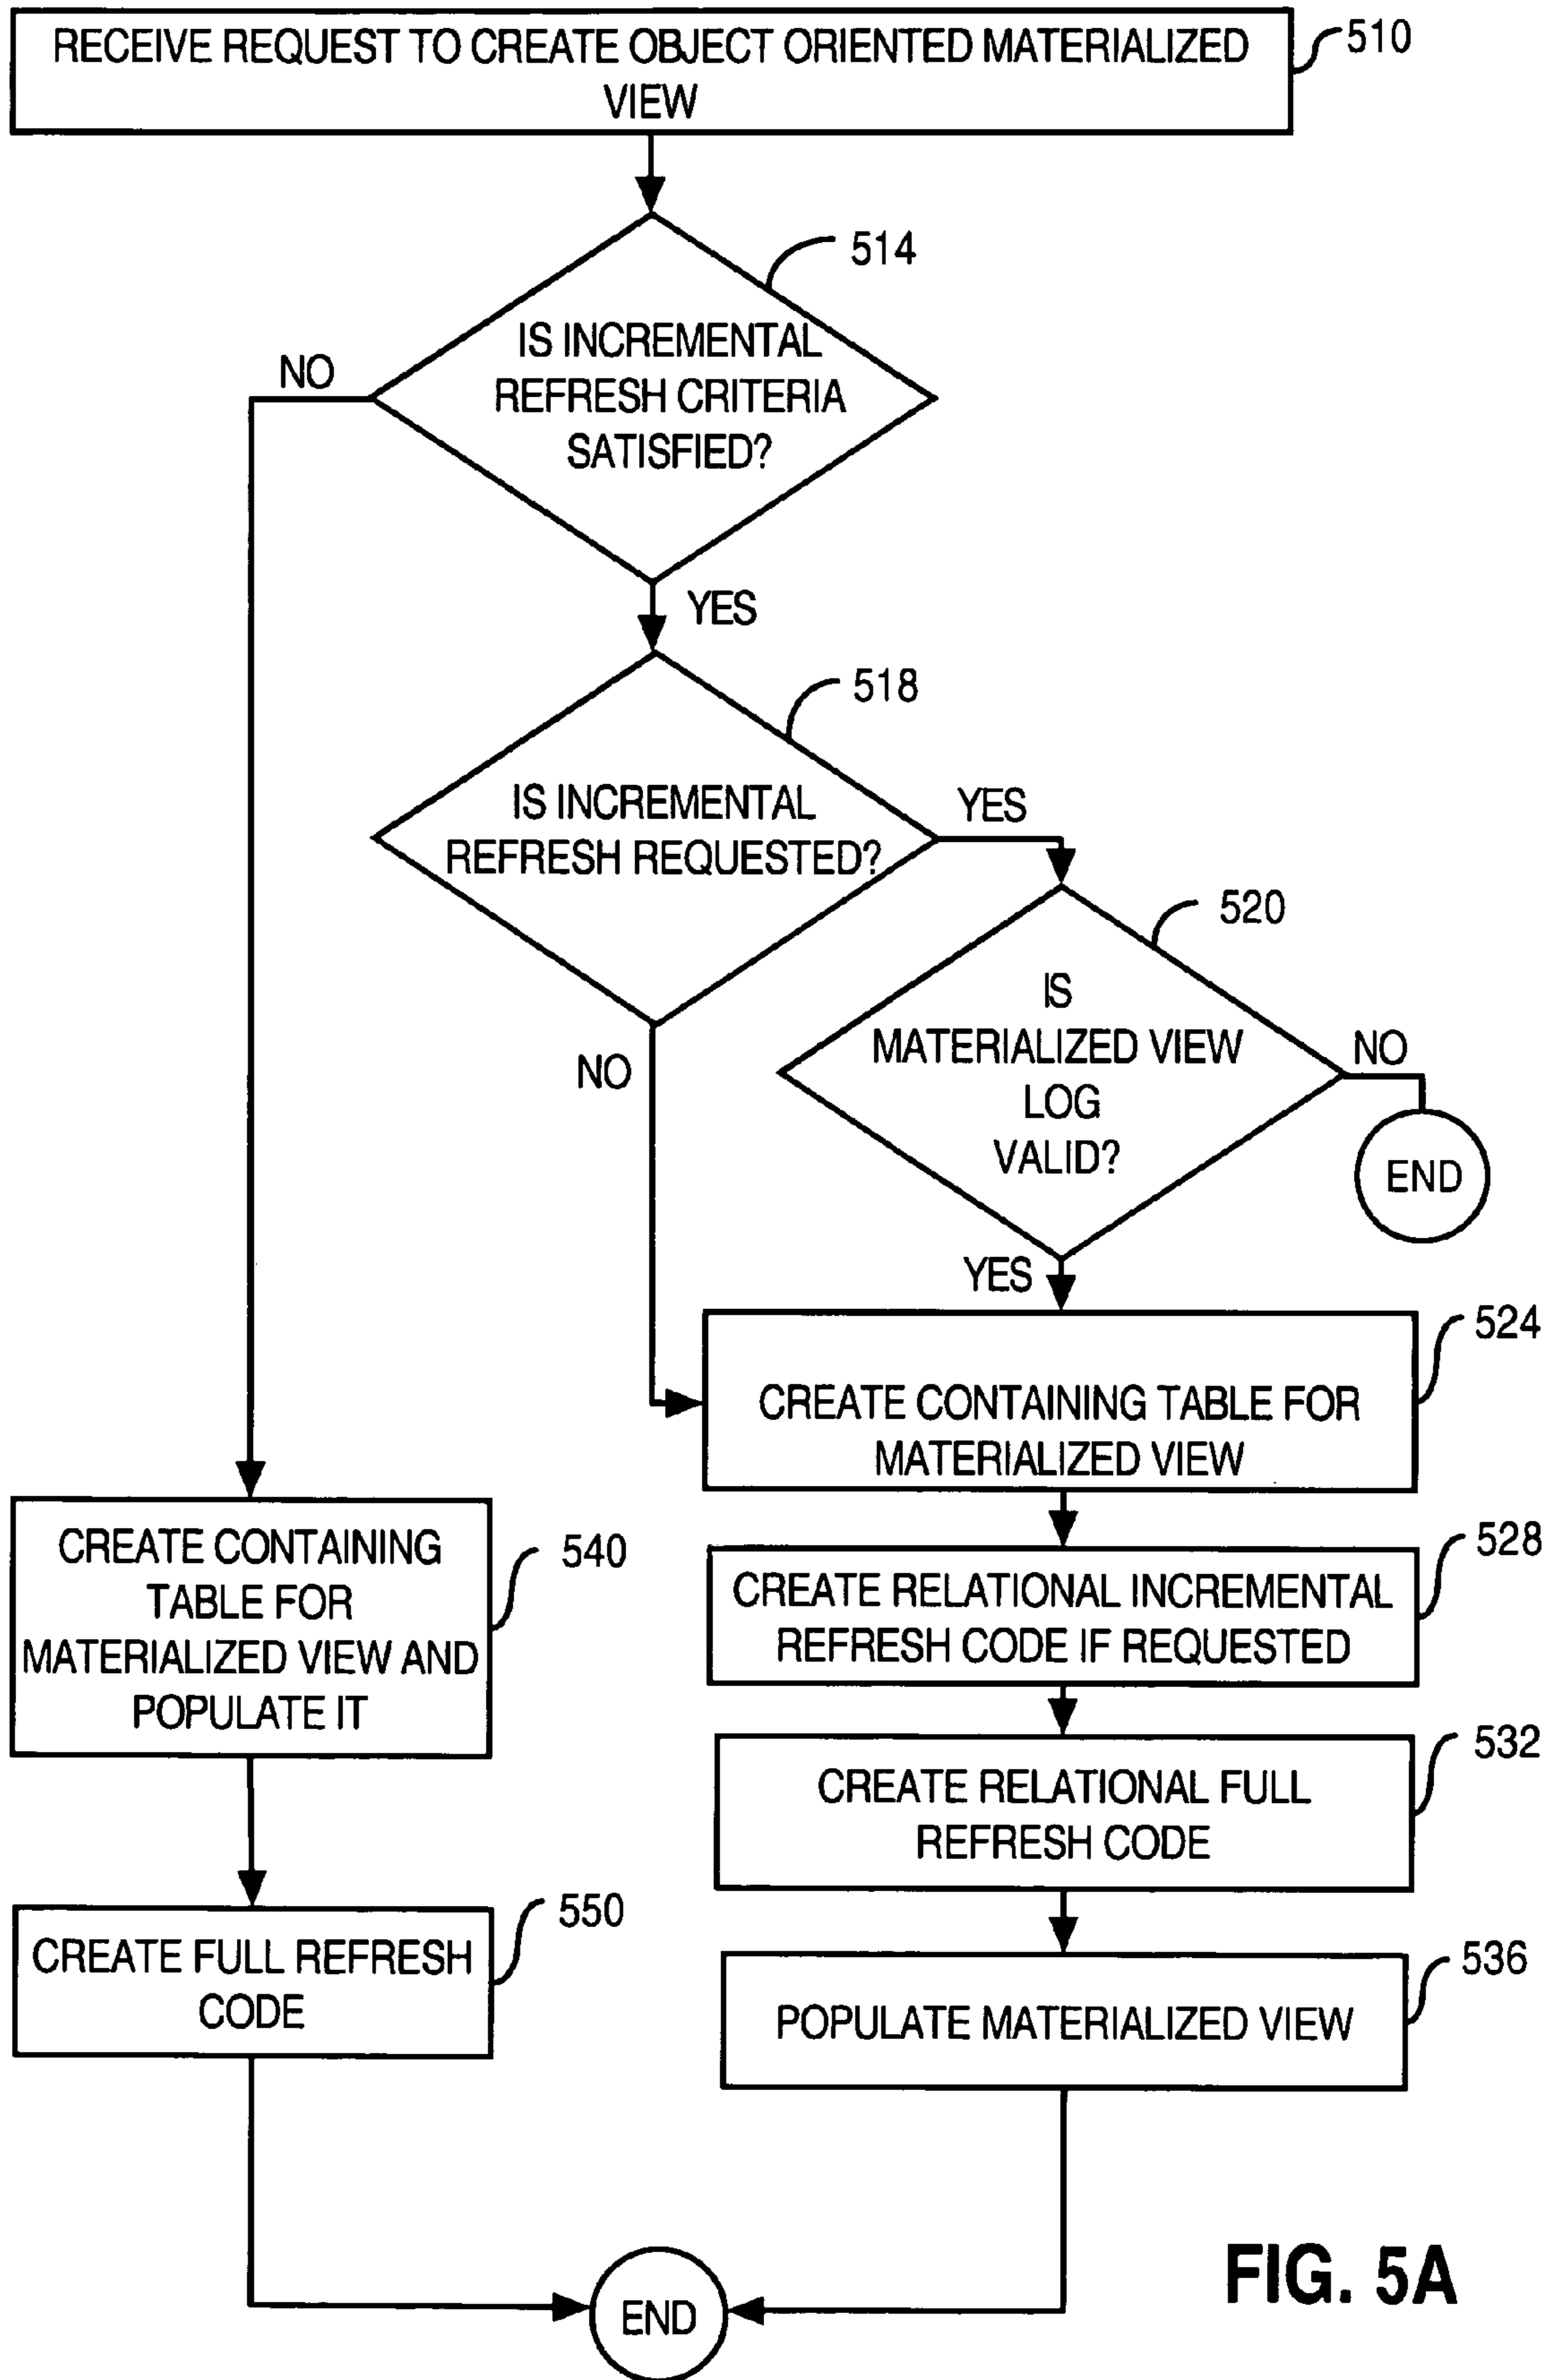 RECEIVE REQUEST TO CREATE OBJECT ORIENTED MATERIALIZED
VIEW
510
514
IS INCREMENTAL
REFRESH CRITERIA
SATISFIED?
NO
YES
518
IS INCREMENTAL
REFRESH REQUESTED?
YES
NO
520
IS
MATERIALIZED VIEW
LOG
VALID?
NO
END
YES
524
CREATE CONTAINING TABLE FOR
MATERIALIZED VIEW
528
CREATE RELATIONAL INCREMENTAL
REFRESH CODE IF REQUESTED
532
CREATE RELATIONAL FULL
REFRESH CODE
536
POPULATE MATERIALIZED VIEW
CREATE CONTAINING
TABLE FOR
MATERIALIZED VIEW AND
POPULATE IT
540
CREATE FULL REFRESH
CODE
550
END
FIG. 5A